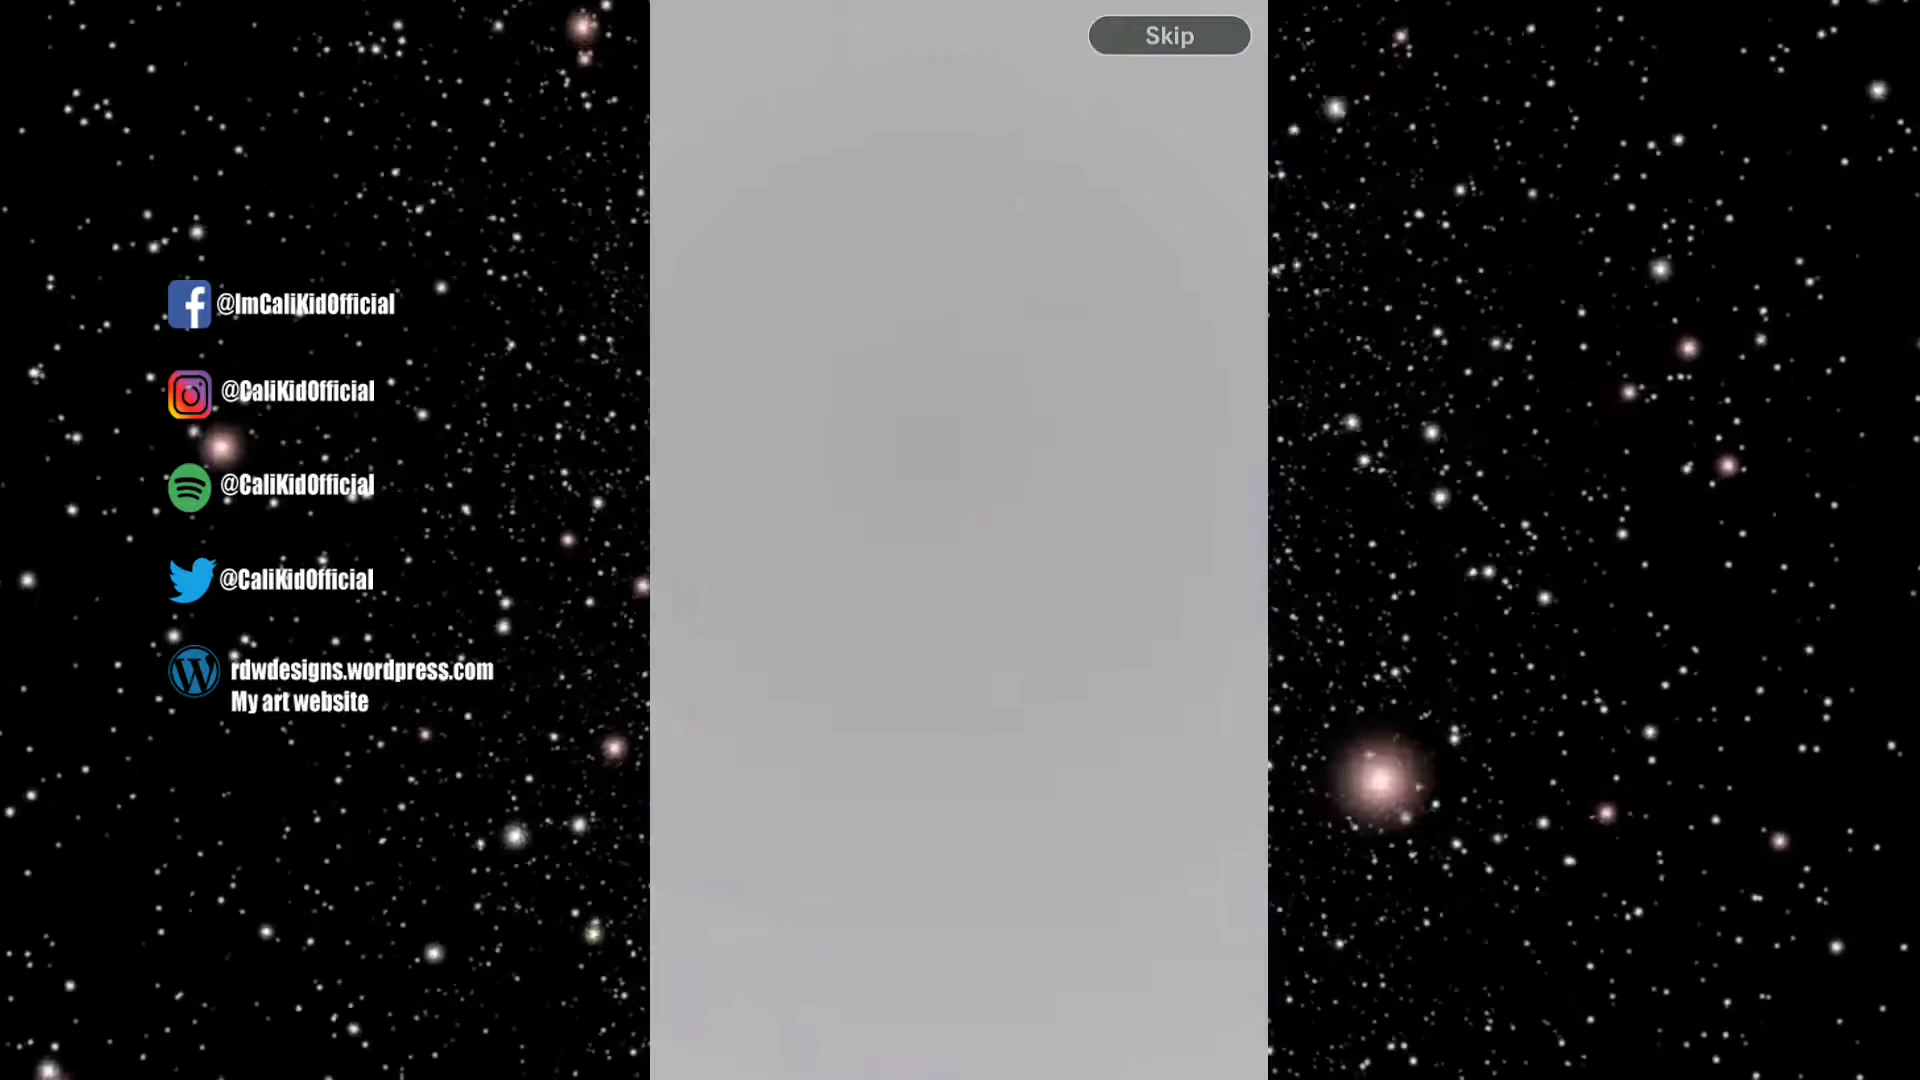 Skip
@ImCaliKidOfficial
@CaliKidOfficial
@CaliKidOfficial
@CaliKidOfficial
rdwdesigns.wordpress.com
My art website